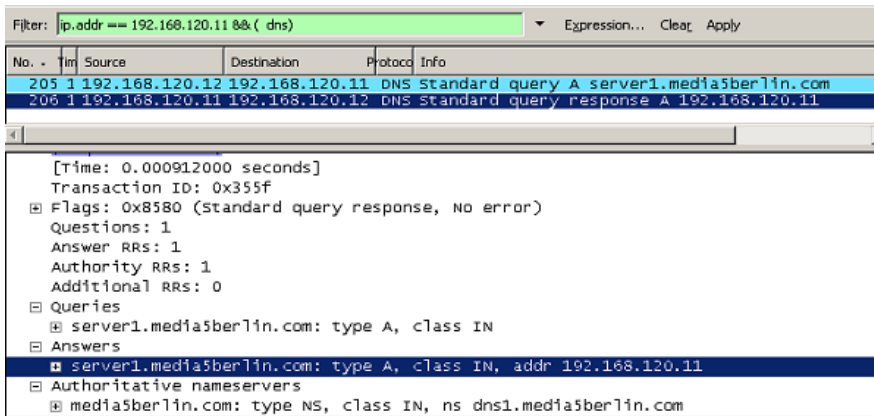 Filter: ip.addr == 192.168.120.11 && ( dns) Expression... Clear Apply
No. - Tim Source Destination Protoco Info
205 1 192.168.120.12 192.168.120.11 DNS Standard query A server1.media5berlin.com
206 1 192.168.120.11 192.168.120.12 DNS Standard query response A 192.168.120.11
[Time: 0.000912000 seconds]
Transaction ID: 0x355f
Flags: 0x8580 (Standard query response, No error)
Questions: 1
Answer RRs: 1
Authority RRs: 1
Additional RRs: 0
Queries
server1.media5berlin.com: type A, class IN
Answers
server1.media5berlin.com: type A, class IN, addr 192.168.120.11
Authoritative nameservers
media5berlin.com: type NS, class IN, ns dns1.media5berlin.com